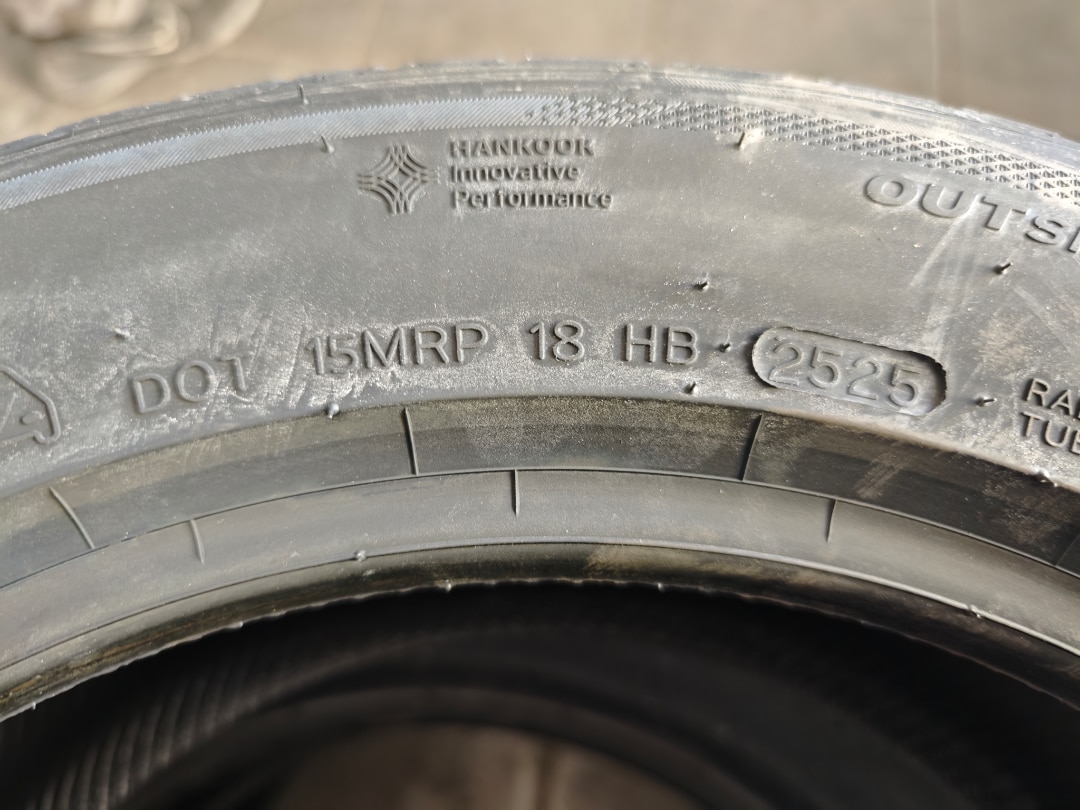 HANKOOK
Innovative
Performance
DOT 15MRP 18 HB 2525